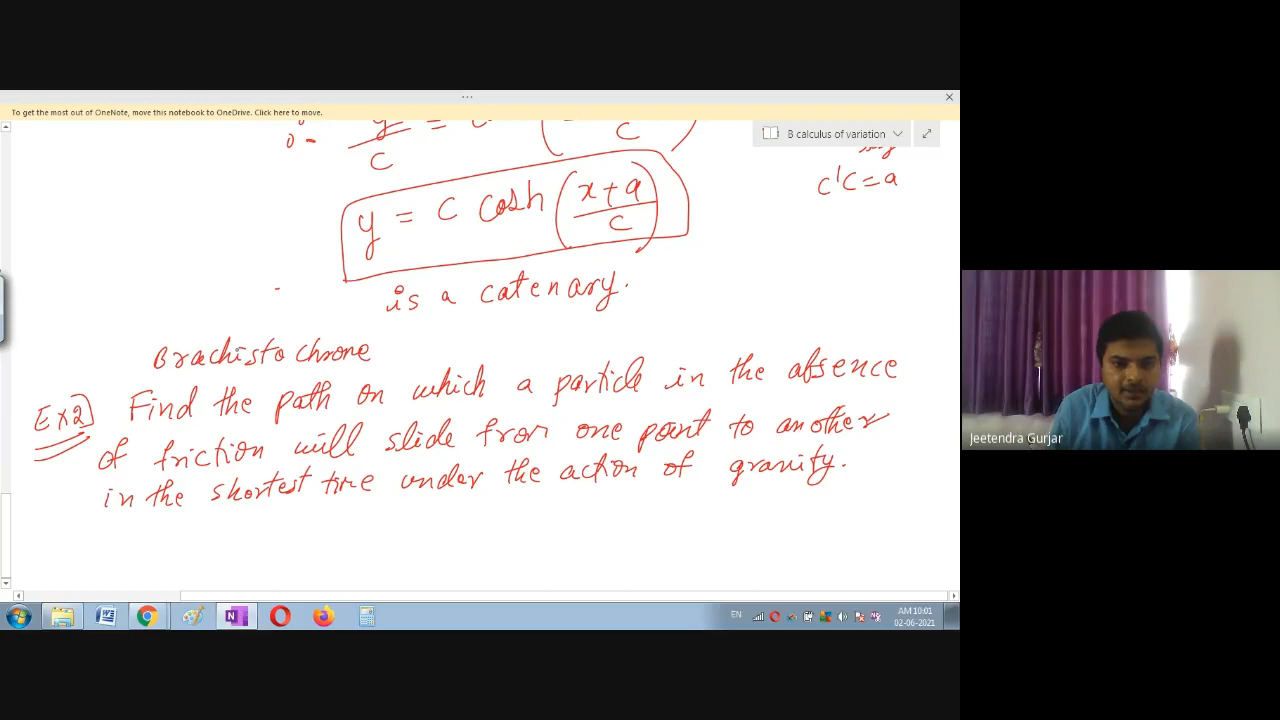 To get the most out of OneNote, move this notebook to OneDrive. Click here to move.
B calculus of variation
y/c =
c'c = a
y = c cosh (x+a/c)
is a catenary.
Brachistochrone
Ex2] Find the path on which a particle in the absence
of friction will slide from one point to another
in the shortest time under the action of gravity.
Jeetendra Gurjar
EN
AM 10:01
02-06-2021